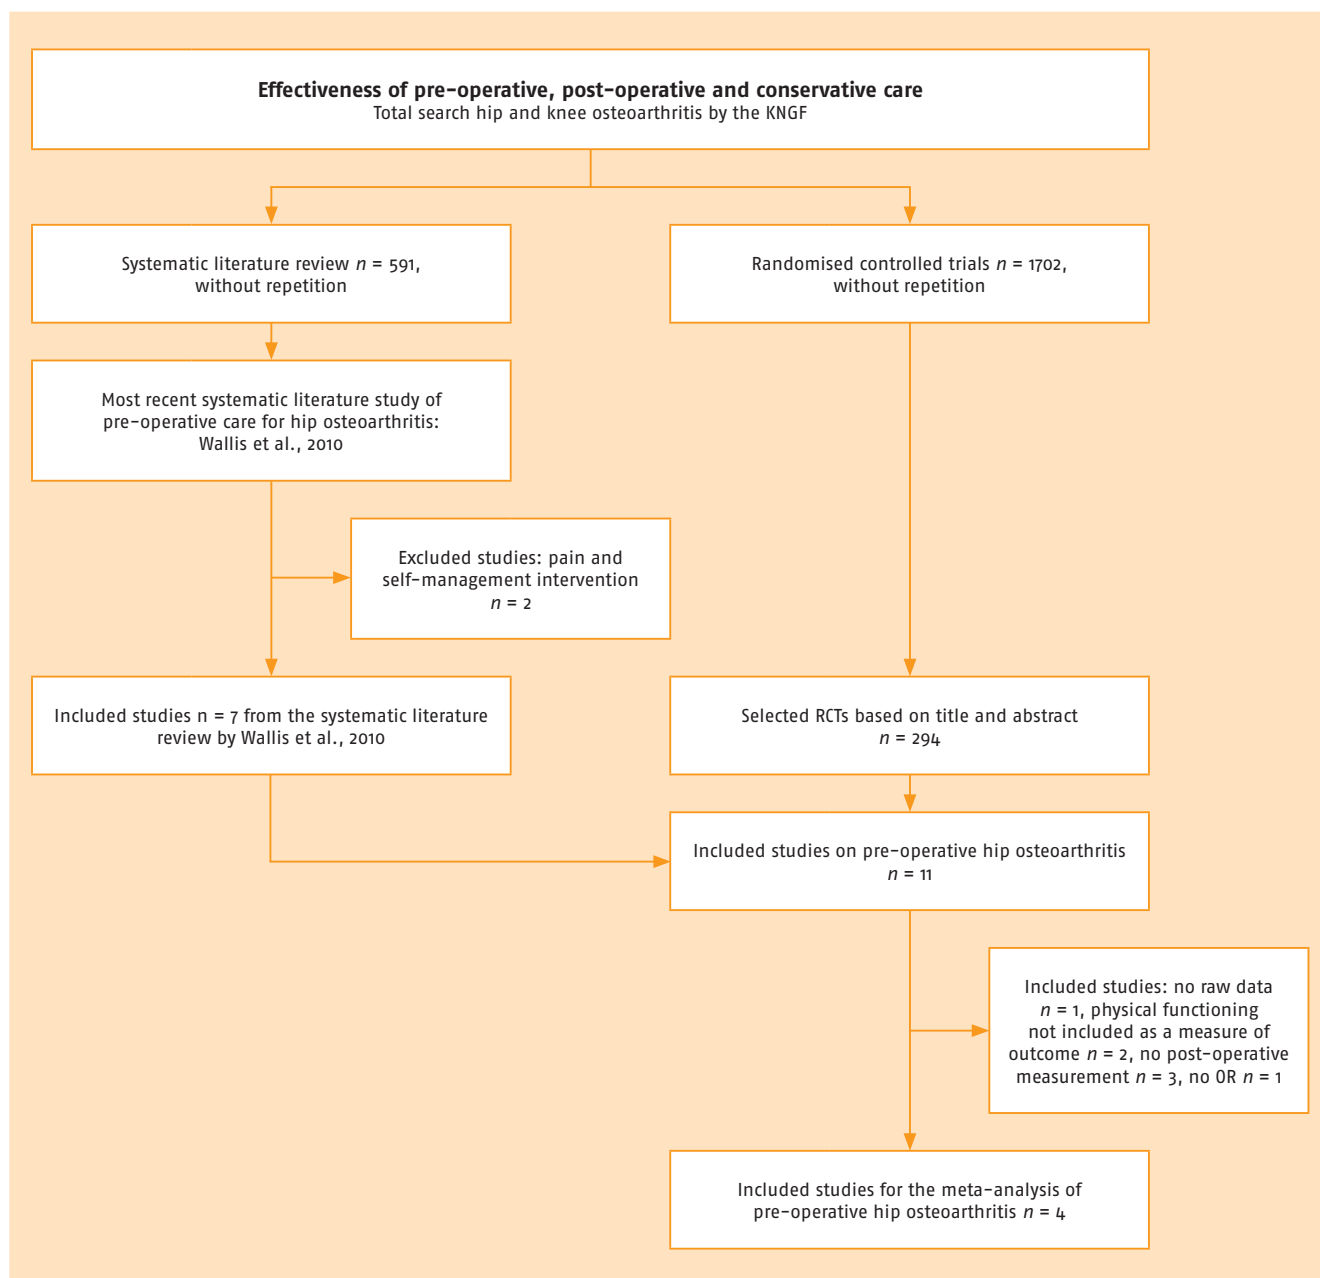 Effectiveness of pre-operative, post-operative and conservative care
Total search hip and knee osteoarthritis by the KNGF
Systematic literature review n = 591,
without repetition
Randomised controlled trials n = 1702,
without repetition
Most recent systematic literature study of
pre-operative care for hip osteoarthritis:
Wallis et al., 2010
Excluded studies: pain and
self-management intervention
n = 2
Included studies n = 7 from the systematic literature
review by Wallis et al., 2010
Selected RCTs based on title and abstract
n = 294
Included studies on pre-operative hip osteoarthritis
n = 11
Included studies: no raw data
n = 1, physical functioning
not included as a measure of
outcome n = 2, no post-operative
measurement n = 3, no OR n = 1
Included studies for the meta-analysis of
pre-operative hip osteoarthritis n = 4